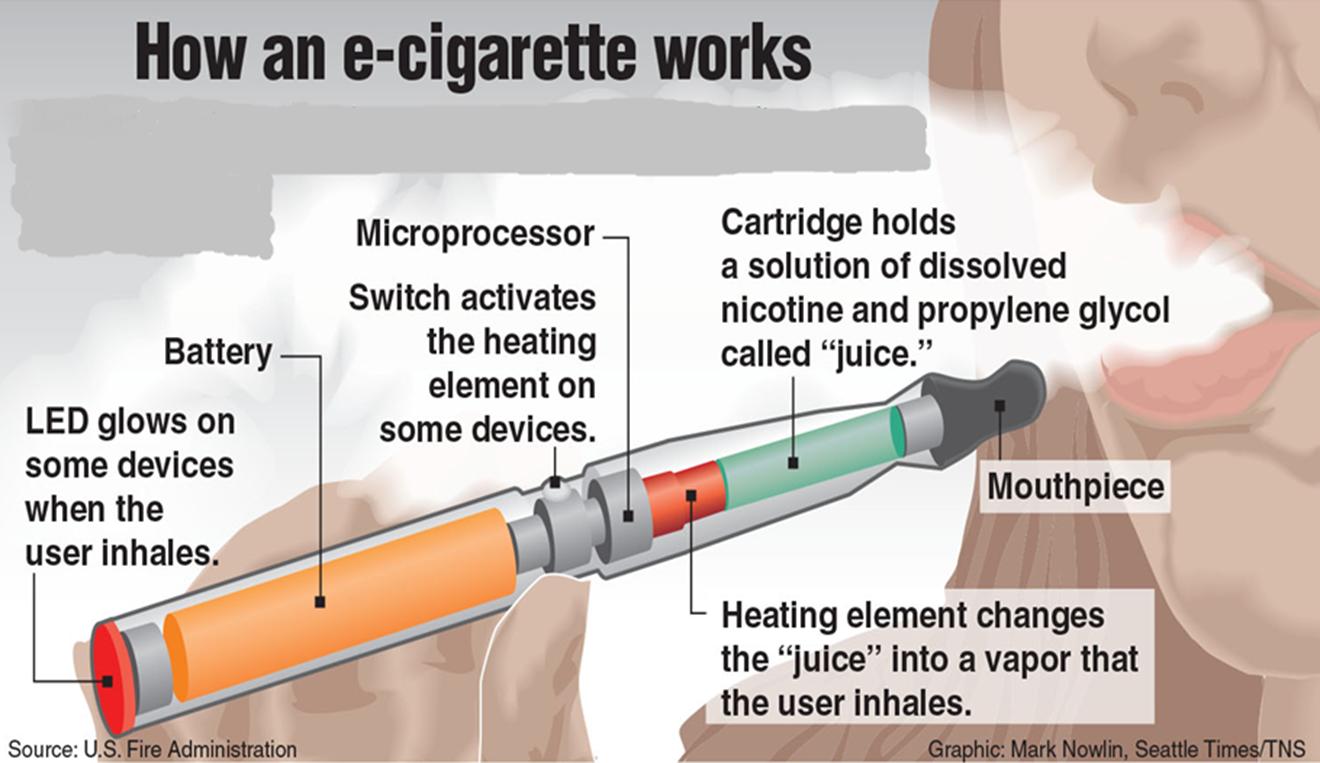 How an e-cigarette works
Microprocessor
Switch activates
the heating
element on
some devices.
Battery
LED glows on
some devices
when the
user inhales.
Cartridge holds
a solution of dissolved
nicotine and propylene glycol
called “juice.”
Mouthpiece
Heating element changes
the “juice” into a vapor that
the user inhales.
Source: U.S. Fire Administration
Graphic: Mark Nowlin, Seattle Times/TNS